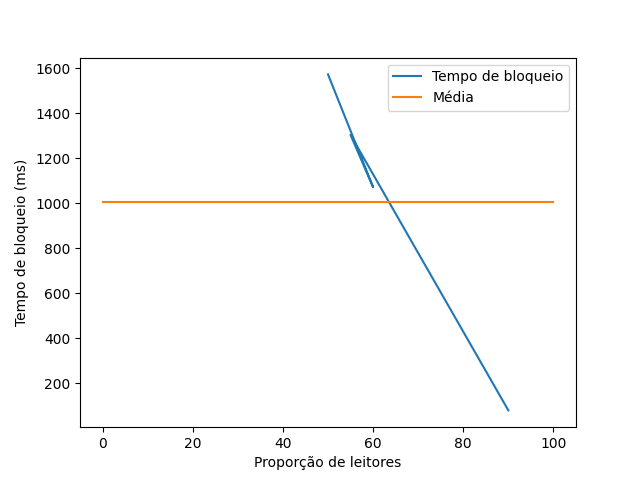 Tempo de bloqueio
Média
1600
1400
1200
1000
800
600
400
200
Tempo de bloqueio (ms)
0 20 40 60 80 100
Proporção de leitores